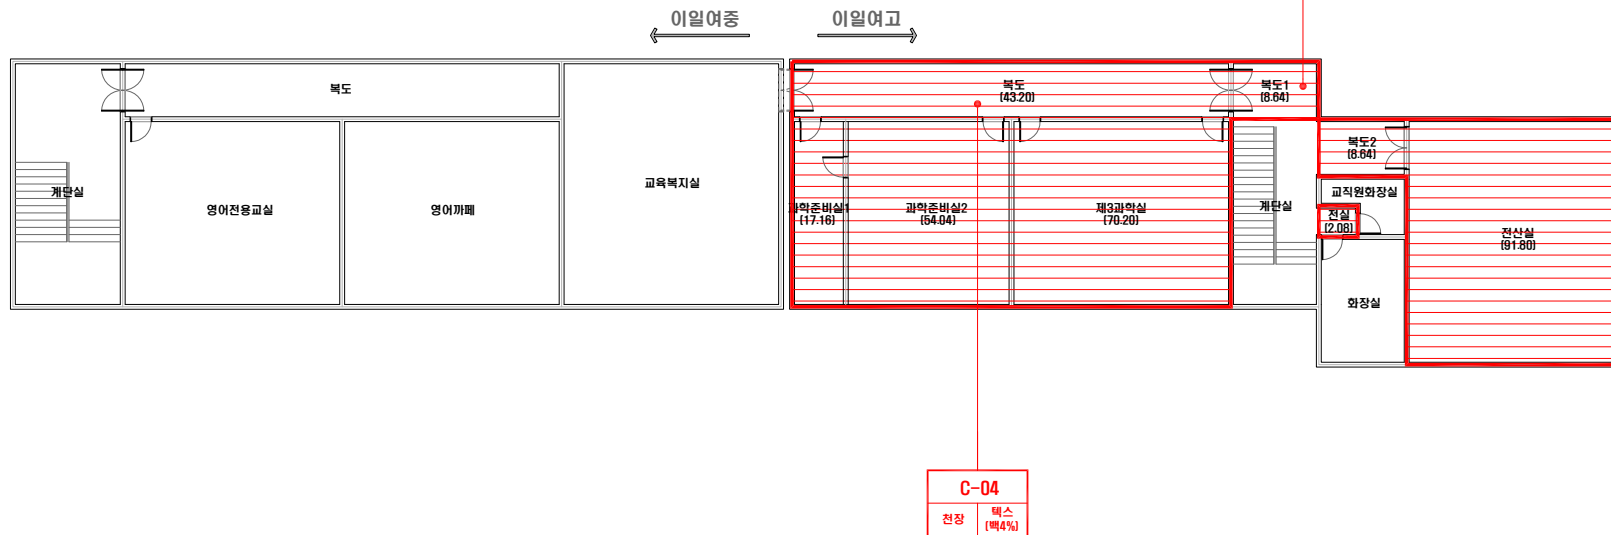 이일여중
이일여고
복도
복도
(43.20)
복도1
(8.64)
복도2
(8.64)
계단실
영어전용교실
영어까페
교육복지실
과학준비실1
(17.16)
과학준비실2
(54.04)
제3과학실
(70.20)
계단실
교직원화장실
전실
(2.08)
전산실
(91.80)
화장실
C-04
천장
텍스
(백4%)